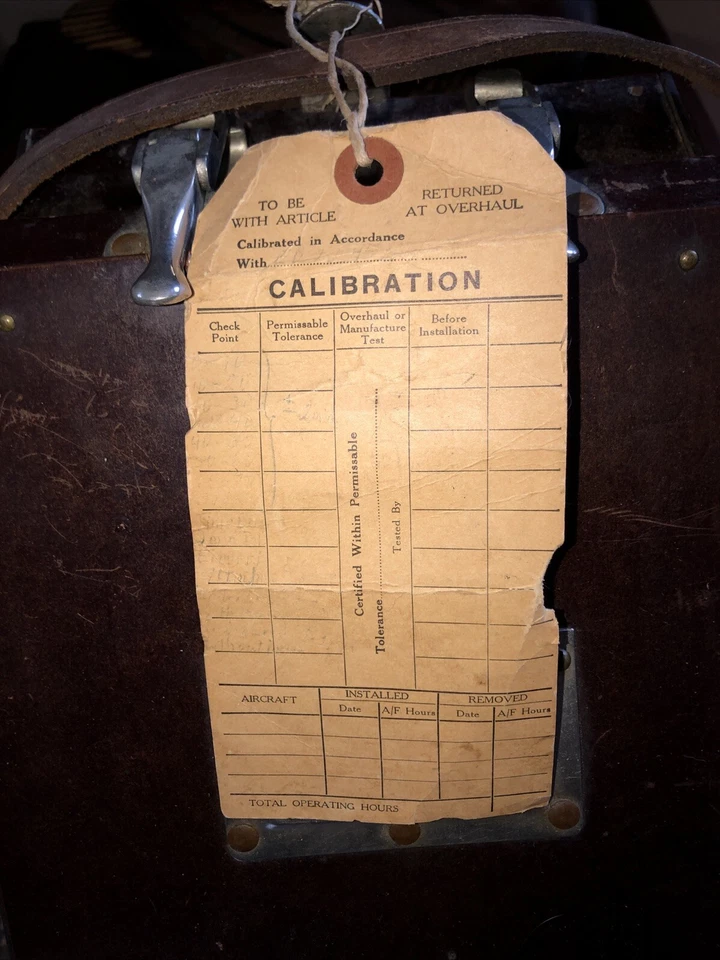 TO BE RETURNED
WITH ARTICLE AT OVERHAUL
Calibrated in Accordance
With
CALIBRATION
Check Point
Permissable Tolerance
Overhaul or Manufacture Test
Before Installation
Certified Within Permissable
Tolerance
Tested By
AIRCRAFT INSTALLED REMOVED
Date A/F Hours Date A/F Hours
TOTAL OPERATING HOURS